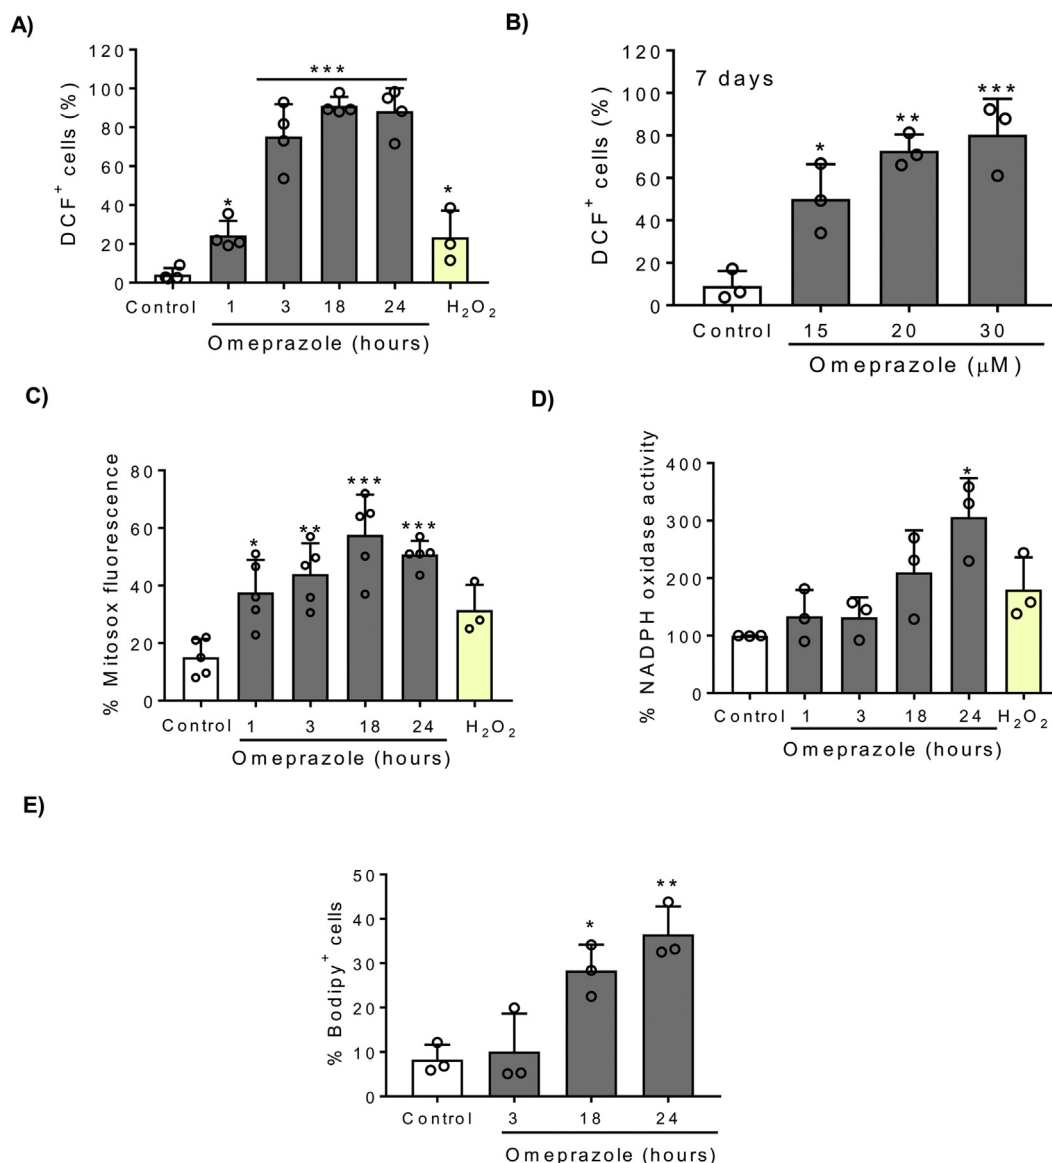 A)
DCF+ cells (%)
120
100
80
60
40
20
0
***
*
*
Control 1 3 18 24 H2O2
Omeprazole (hours)
B)
DCF+ cells (%)
120
100
80
60
40
20
0
7 days
*
**
***
Control 15 20 30
Omeprazole (μM)
C)
% Mitosox fluorescence
80
60
40
20
0
*
**
***
***
Control 1 3 18 24 H2O2
Omeprazole (hours)
D)
% NADPH oxidase activity
400
300
200
100
0
*
Control 1 3 18 24 H2O2
Omeprazole (hours)
E)
% Bodipy+ cells
50
40
30
20
10
0
*
**
Control 3 18 24
Omeprazole (hours)